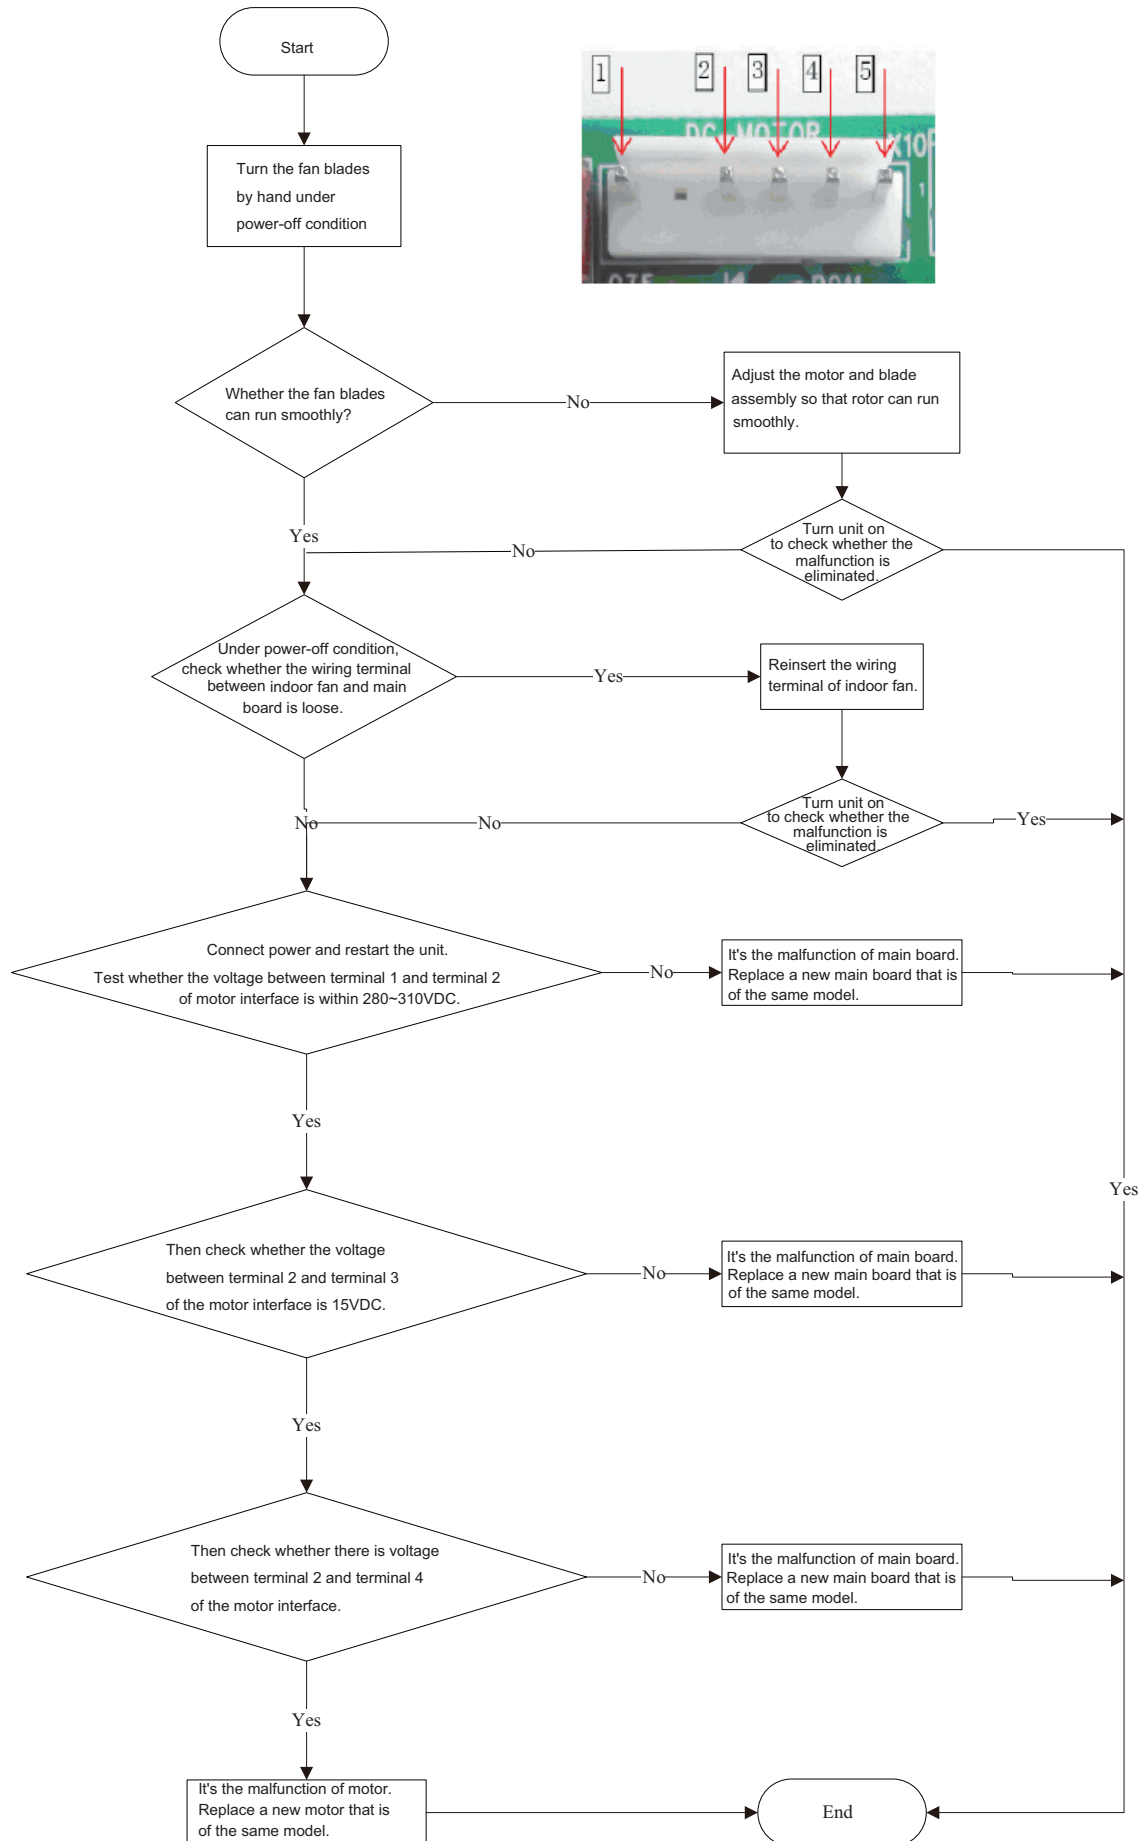 Start
1
2
3
4
5
DC MOTOR
1
Turn the fan blades
by hand under
power-off condition
Whether the fan blades
can run smoothly?
No
Adjust the motor and blade
assembly so that rotor can run
smoothly.
Yes
No
Turn unit on
to check whether the
malfunction is
eliminated.
Under power-off condition,
check whether the wiring terminal
between indoor fan and main
board is loose.
Yes
Reinsert the wiring
terminal of indoor fan.
No
No
Turn unit on
to check whether the
malfunction is
eliminated.
Yes
Connect power and restart the unit.
Test whether the voltage between terminal 1 and terminal 2
of motor interface is within 280~310VDC.
No
It's the malfunction of main board.
Replace a new main board that is
of the same model.
Yes
Yes
Then check whether the voltage
between terminal 2 and terminal 3
of the motor interface is 15VDC.
No
It's the malfunction of main board.
Replace a new main board that is
of the same model.
Yes
Then check whether there is voltage
between terminal 2 and terminal 4
of the motor interface.
No
It's the malfunction of main board.
Replace a new main board that is
of the same model.
Yes
It's the malfunction of motor.
Replace a new motor that is
of the same model.
End